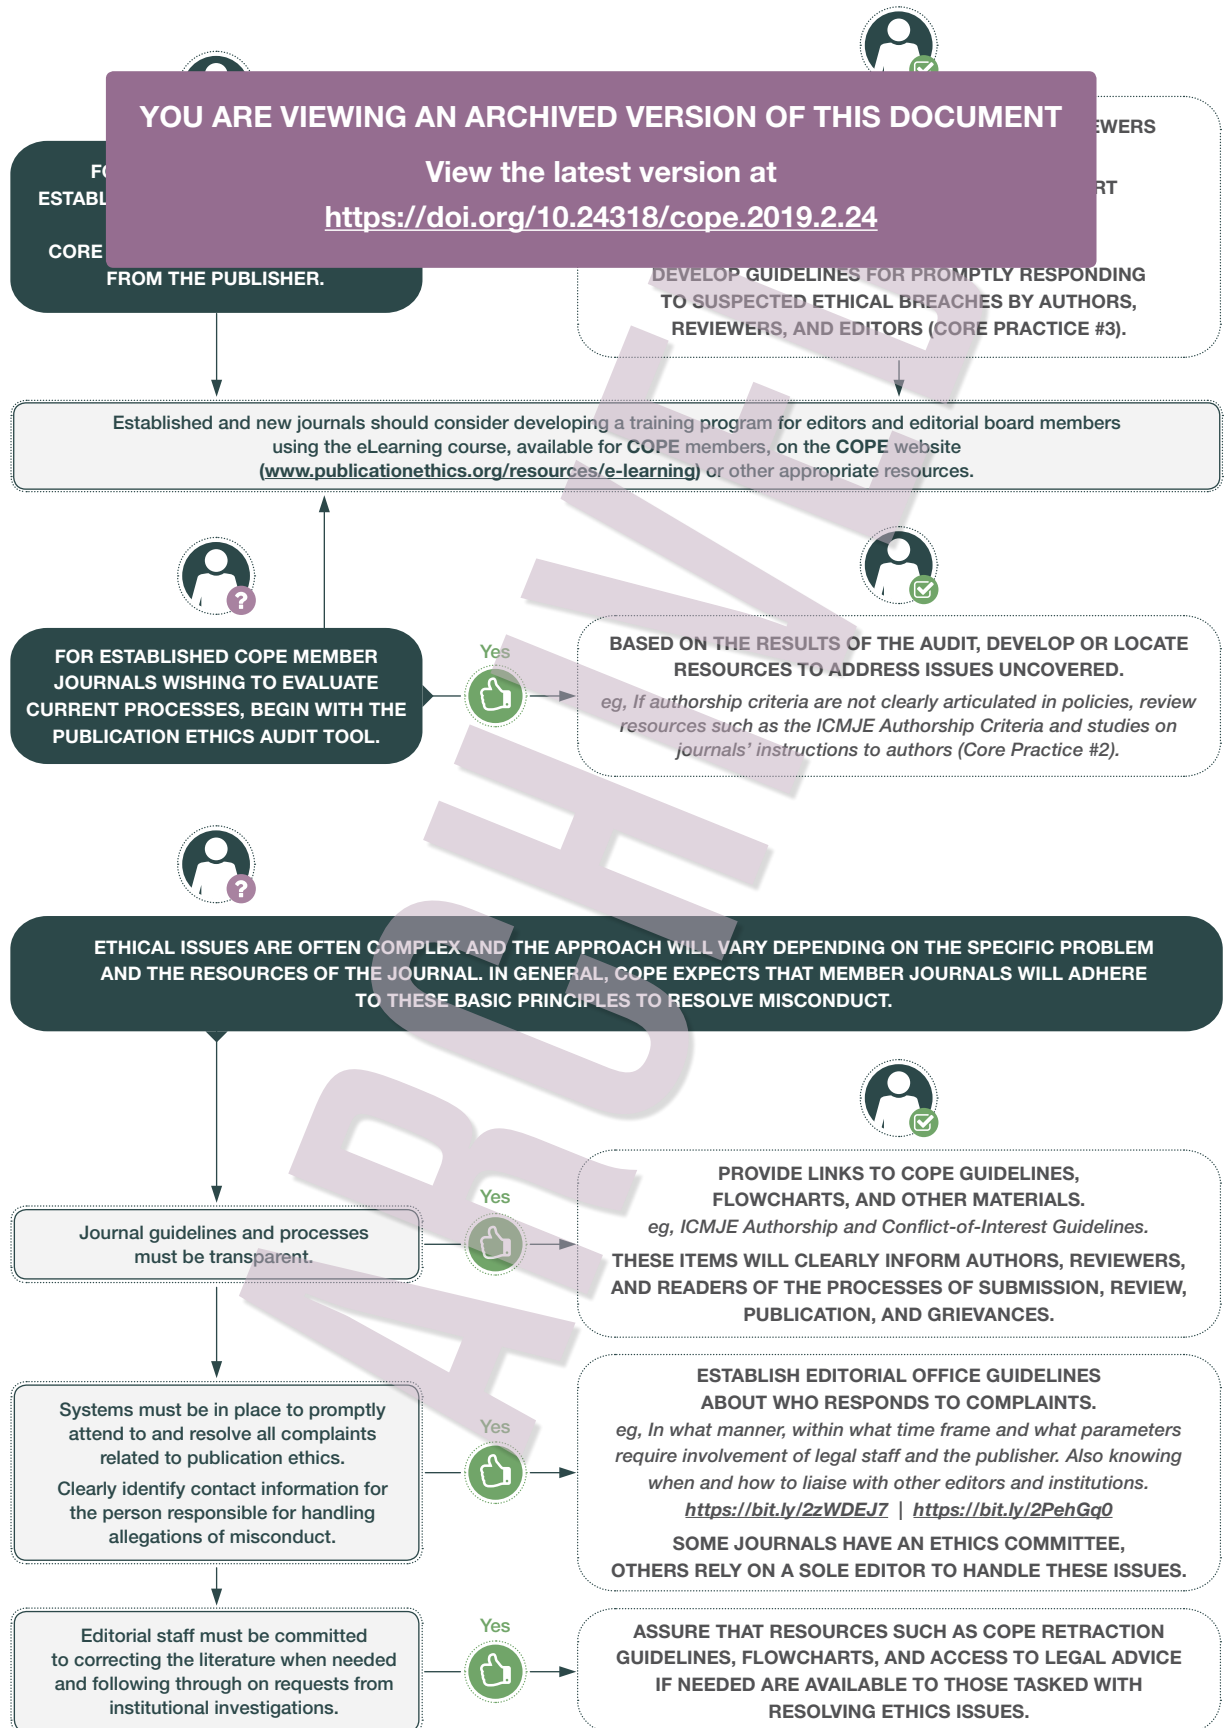 YOU ARE VIEWING AN ARCHIVED VERSION OF THIS DOCUMENT
View the latest version at
https://doi.org/10.24318/cope.2019.2.24
CORE
FROM THE PUBLISHER.
DEVELOP GUIDELINES FOR PROMPTLY RESPONDING
TO SUSPECTED ETHICAL BREACHES BY AUTHORS,
REVIEWERS, AND EDITORS (CORE PRACTICE #3).
Established and new journals should consider developing a training program for editors and editorial board members
using the eLearning course, available for COPE members, on the COPE website
(www.publicationethics.org/resources/e-learning) or other appropriate resources.
FOR ESTABLISHED COPE MEMBER
JOURNALS WISHING TO EVALUATE
CURRENT PROCESSES, BEGIN WITH THE
PUBLICATION ETHICS AUDIT TOOL.
Yes
BASED ON THE RESULTS OF THE AUDIT, DEVELOP OR LOCATE
RESOURCES TO ADDRESS ISSUES UNCOVERED.
eg, If authorship criteria are not clearly articulated in policies, review
resources such as the ICMJE Authorship Criteria and studies on
journals' instructions to authors (Core Practice #2).
ETHICAL ISSUES ARE OFTEN COMPLEX AND THE APPROACH WILL VARY DEPENDING ON THE SPECIFIC PROBLEM
AND THE RESOURCES OF THE JOURNAL. IN GENERAL, COPE EXPECTS THAT MEMBER JOURNALS WILL ADHERE
TO THESE BASIC PRINCIPLES TO RESOLVE MISCONDUCT.
Journal guidelines and processes
must be transparent.
Yes
PROVIDE LINKS TO COPE GUIDELINES,
FLOWCHARTS, AND OTHER MATERIALS.
eg, ICMJE Authorship and Conflict-of-Interest Guidelines.
THESE ITEMS WILL CLEARLY INFORM AUTHORS, REVIEWERS,
AND READERS OF THE PROCESSES OF SUBMISSION, REVIEW,
PUBLICATION, AND GRIEVANCES.
Systems must be in place to promptly
attend to and resolve all complaints
related to publication ethics.
Clearly identify contact information for
the person responsible for handling
allegations of misconduct.
Yes
ESTABLISH EDITORIAL OFFICE GUIDELINES
ABOUT WHO RESPONDS TO COMPLAINTS.
eg, In what manner, within what time frame and what parameters
require involvement of legal staff and the publisher. Also knowing
when and how to liaise with other editors and institutions.
https://bit.ly/2zWDEJ7 | https://bit.ly/2PehGq0
SOME JOURNALS HAVE AN ETHICS COMMITTEE,
OTHERS RELY ON A SOLE EDITOR TO HANDLE THESE ISSUES.
Editorial staff must be committed
to correcting the literature when needed
and following through on requests from
institutional investigations.
Yes
ASSURE THAT RESOURCES SUCH AS COPE RETRACTION
GUIDELINES, FLOWCHARTS, AND ACCESS TO LEGAL ADVICE
IF NEEDED ARE AVAILABLE TO THOSE TASKED WITH
RESOLVING ETHICS ISSUES.
ARCHIVED